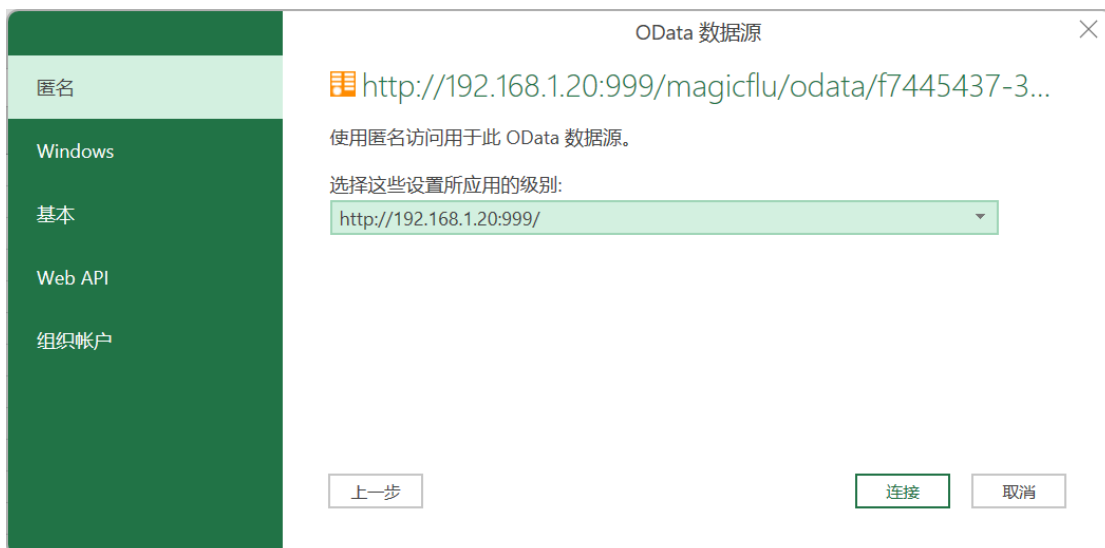 OData 数据源
匿名
Windows
基本
Web API
组织帐户
http://192.168.1.20:999/magicflu/odata/f7445437-3...
使用匿名访问用于此 OData 数据源。
选择这些设置所应用的级别:
http://192.168.1.20:999/
上一步
连接
取消